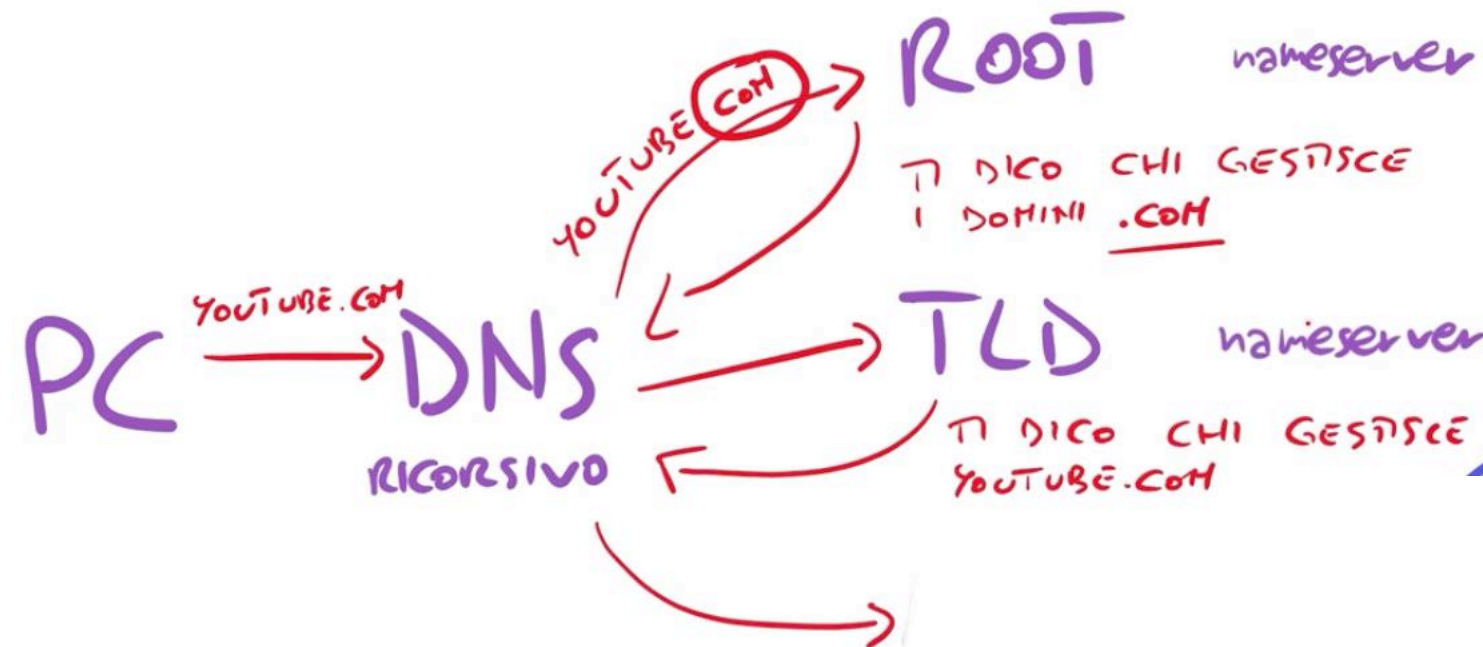 ROOT nameserver
YOUTUBE.COM
TI DICO CHI GESTISCE
I DOMINI .COM
PC
YOUTUBE.COM
DNS
RICORSIVO
TLD nameserver
TI DICO CHI GESTISCE
YOUTUBE.COM